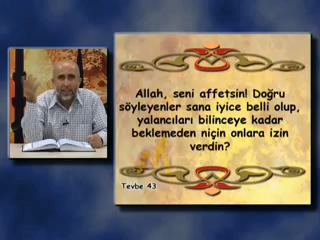 Allah, seni affetsin! Doğru
söyleyenler sana iyice belli olup,
yalancıları bilinceye kadar
beklemeden niçin onlara izin
verdin?
Tevbe 43